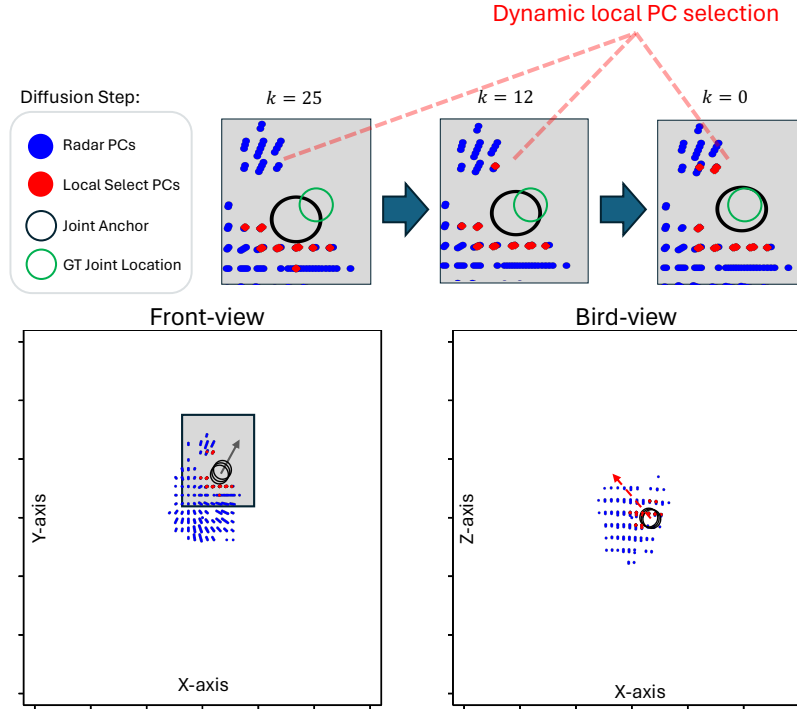 Dynamic local PC selection
Diffusion Step:
k = 25
k = 12
k = 0
Radar PCs
Local Select PCs
Joint Anchor
GT Joint Location
Front-view
Bird-view
Y-axis
X-axis
Z-axis
X-axis